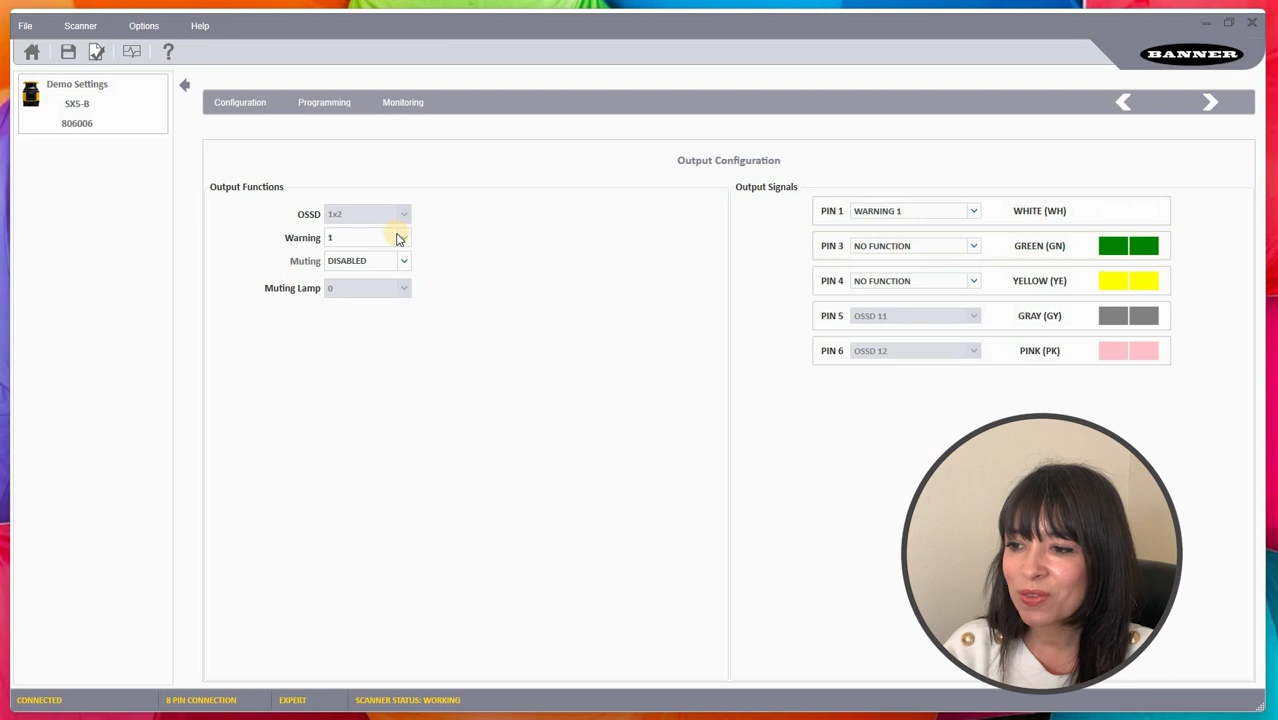 File Scanner Options Help
BANNER
Demo Settings
SX5-B
806006
Configuration Programming Monitoring
Output Configuration
Output Functions
OSSD 1x2
Warning 1
Muting DISABLED
Muting Lamp 0
Output Signals
PIN 1 WARNING 1 WHITE (WH)
PIN 3 NO FUNCTION GREEN (GN)
PIN 4 NO FUNCTION YELLOW (YE)
PIN 5 OSSD 11 GRAY (GY)
PIN 6 OSSD 12 PINK (PK)
CONNECTED 8 PIN CONNECTION EXPERT SCANNER STATUS: WORKING